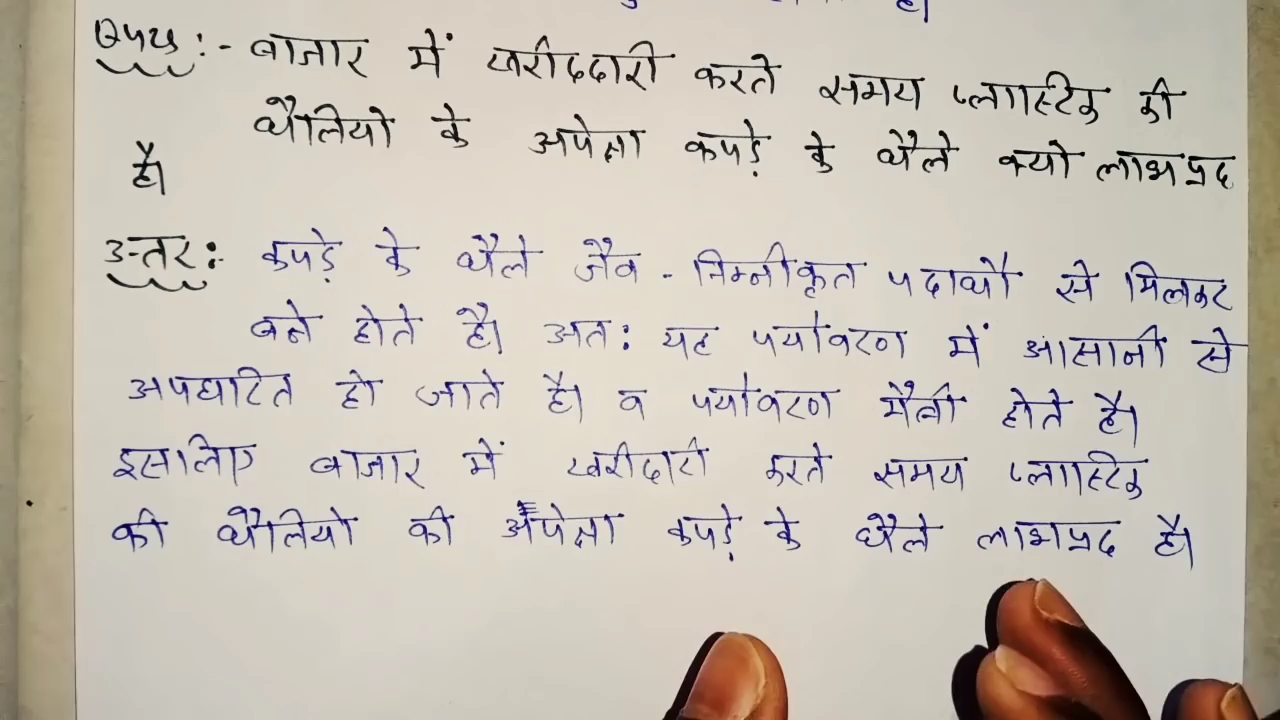 है।
प्रश्न :- बाजार में खरीददारी करते समय प्लास्टिक की
थैलियो के अपेक्षा कपड़े के थैले क्यो लाभप्रद
है।
उत्तर :- कपड़े के थैले जैव - निम्नीकृत पदार्थो से मिलकर
बने होते है। अत: यह पर्यावरण में आसानी से
अपघटित हो जाते है। व पर्यावरण मैत्री होते है।
इसलिए बाजार में खरीदारी करते समय प्लास्टिक
की थैलियो की अपेक्षा कपड़े के थैले लाभप्रद है।